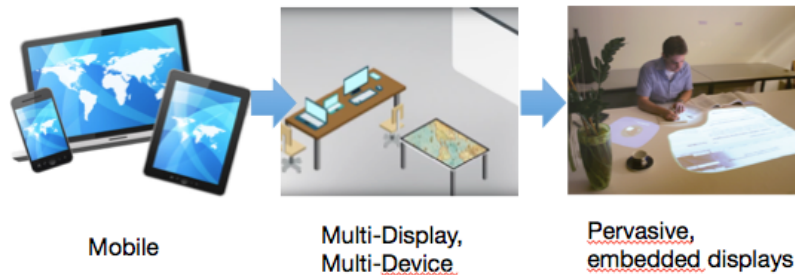 Mobile
Multi-Display,
Multi-Device
Pervasive,
embedded displays